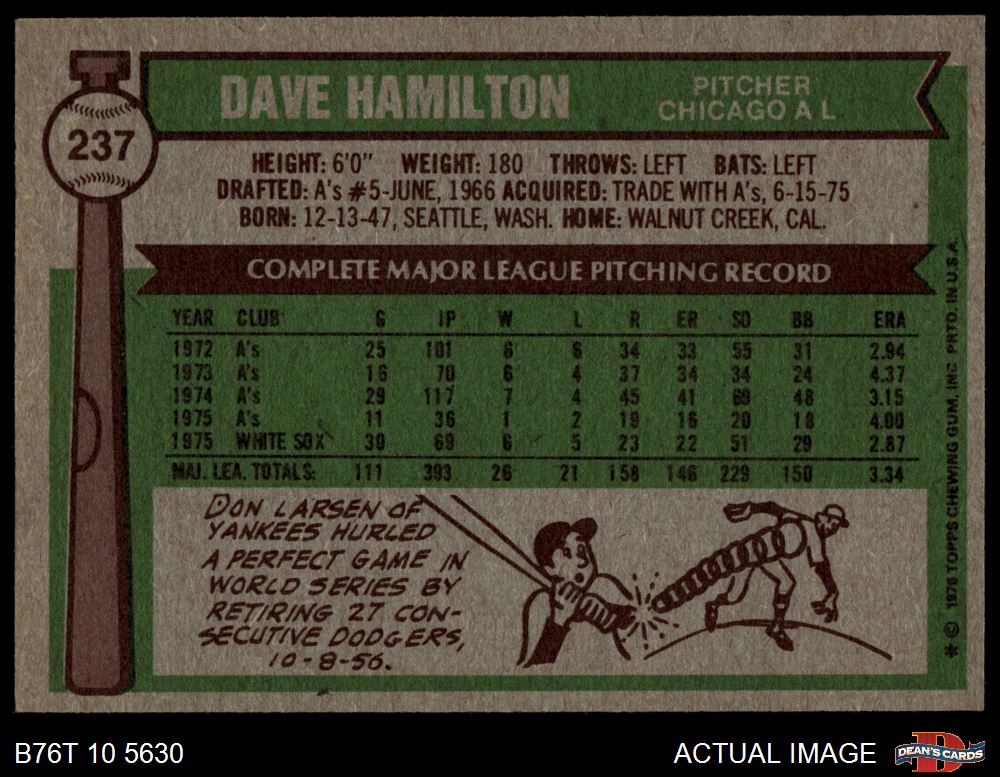 237
DAVE HAMILTON
PITCHER
CHICAGO A L
HEIGHT: 6'0" WEIGHT: 180 THROWS: LEFT BATS: LEFT
DRAFTED: A's #5-JUNE, 1966 ACQUIRED: TRADE WITH A's, 6-15-75
BORN: 12-13-47, SEATTLE, WASH. HOME: WALNUT CREEK, CAL.
COMPLETE MAJOR LEAGUE PITCHING RECORD
YEAR CLUB G IP W L R ER SO BB ERA
1972 A's 25 101 6 6 34 33 55 31 2.94
1973 A's 16 70 6 4 37 34 34 24 4.37
1974 A's 29 117 7 4 45 41 69 48 3.15
1975 A's 11 36 1 2 19 16 20 18 4.00
1975 WHITE SOX 30 69 6 5 23 22 51 29 2.87
MAJ. LEA. TOTALS: 111 393 26 21 158 146 229 150 3.34
DON LARSEN OF
YANKEES HURLED
A PERFECT GAME IN
WORLD SERIES BY
RETIRING 27 CON-
SECUTIVE DODGERS,
10-8-56.
* © 1976 TOPPS CHEWING GUM, INC PRTD. IN U.S.A.
B76T 10 5630
ACTUAL IMAGE
DEAN'S CARDS